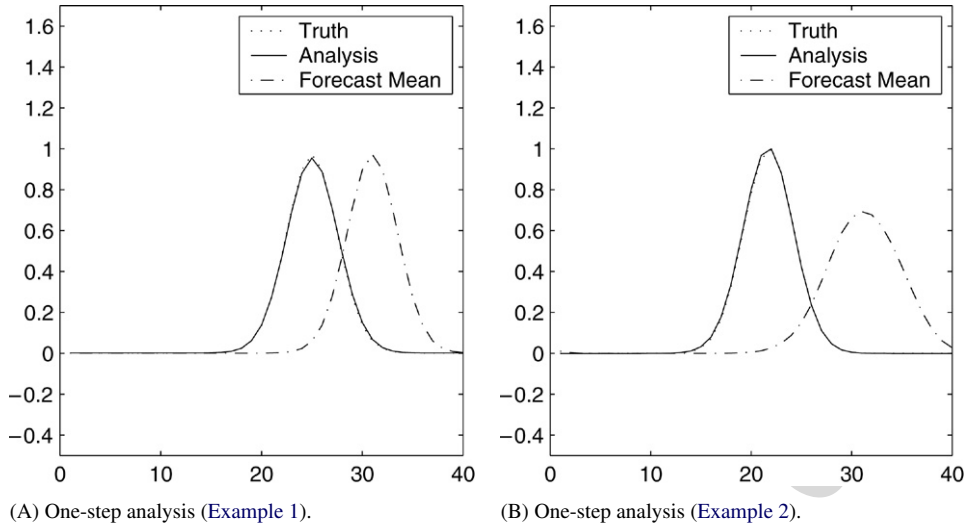 1.6
1.4
1.2
1
0.8
0.6
0.4
0.2
0
−0.2
−0.4
0 10 20 30 40
Truth
Analysis
Forecast Mean
(A) One-step analysis (Example 1).
1.6
1.4
1.2
1
0.8
0.6
0.4
0.2
0
−0.2
−0.4
0 10 20 30 40
Truth
Analysis
Forecast Mean
(B) One-step analysis (Example 2).